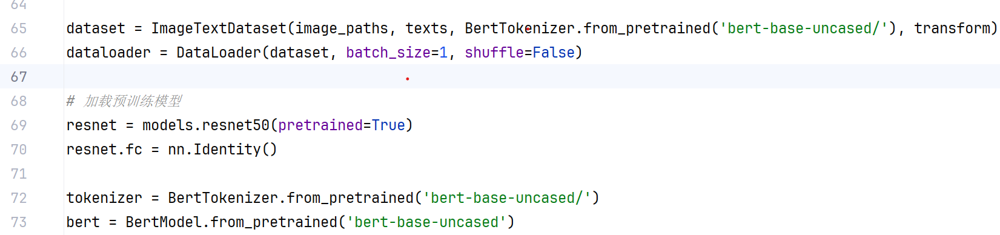 64
65 dataset = ImageTextDataset(image_paths, texts, BertTokenizer.from_pretrained('bert-base-uncased/'), transform)
66 dataloader = DataLoader(dataset, batch_size=1, shuffle=False)
67
68 # 加载预训练模型
69 resnet = models.resnet50(pretrained=True)
70 resnet.fc = nn.Identity()
71
72 tokenizer = BertTokenizer.from_pretrained('bert-base-uncased/')
73 bert = BertModel.from_pretrained('bert-base-uncased')